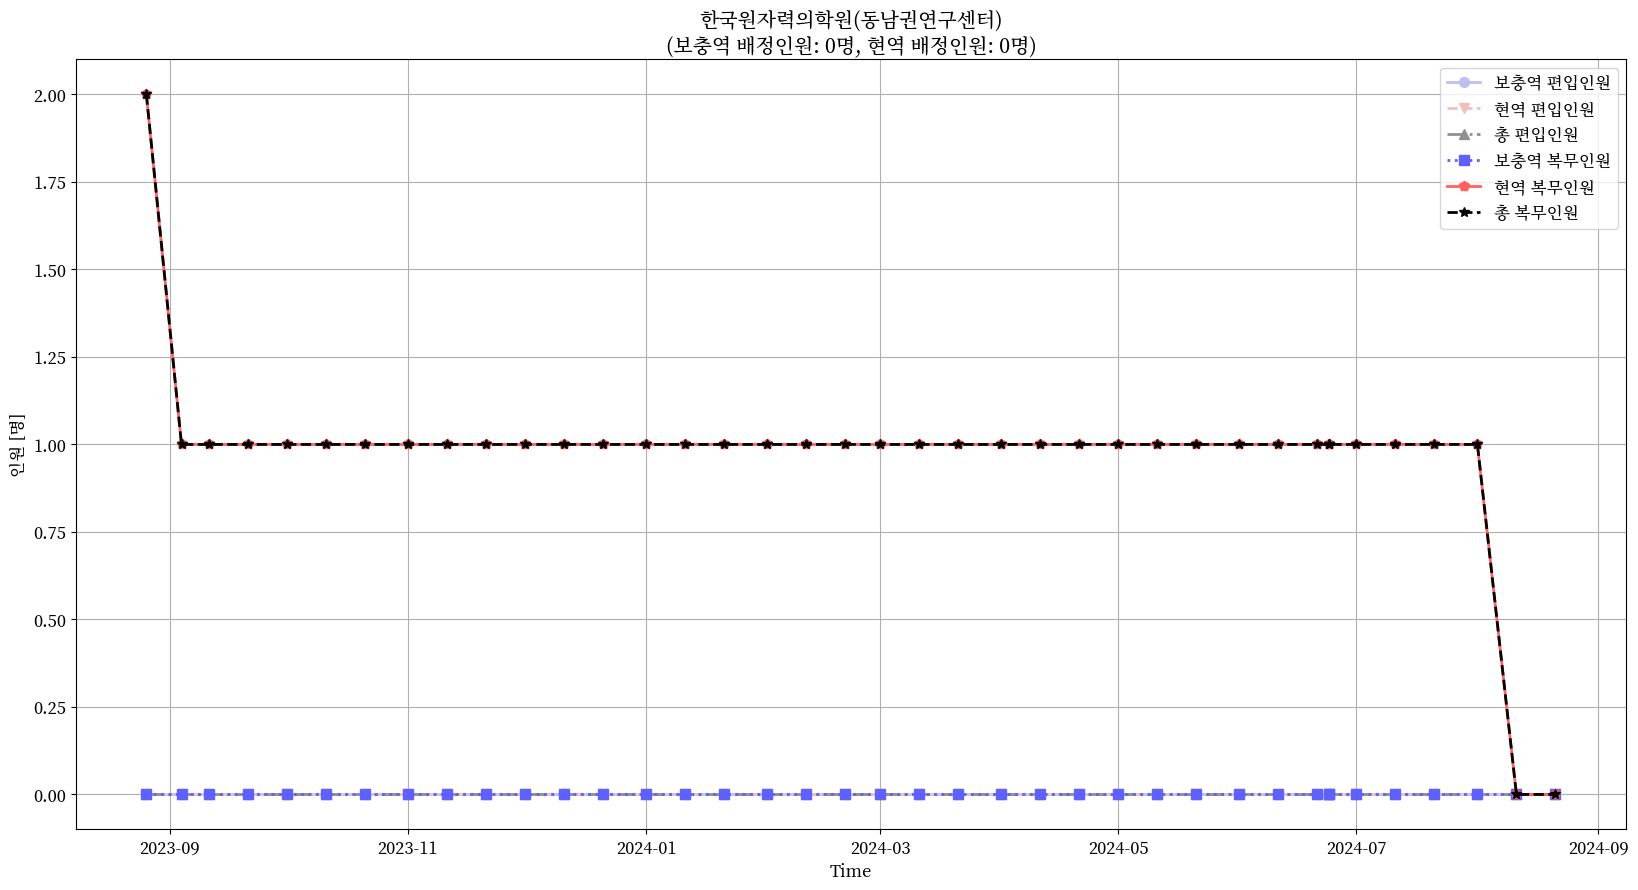 한국원자력의학원(동남권연구센터)
(보충역 배정인원: 0명, 현역 배정인원: 0명)
보충역 편입인원
현역 편입인원
총 편입인원
보충역 복무인원
현역 복무인원
총 복무인원
인원 [명]
2.00
1.75
1.50
1.25
1.00
0.75
0.50
0.25
0.00
2023-09
2023-11
2024-01
2024-03
2024-05
2024-07
2024-09
Time